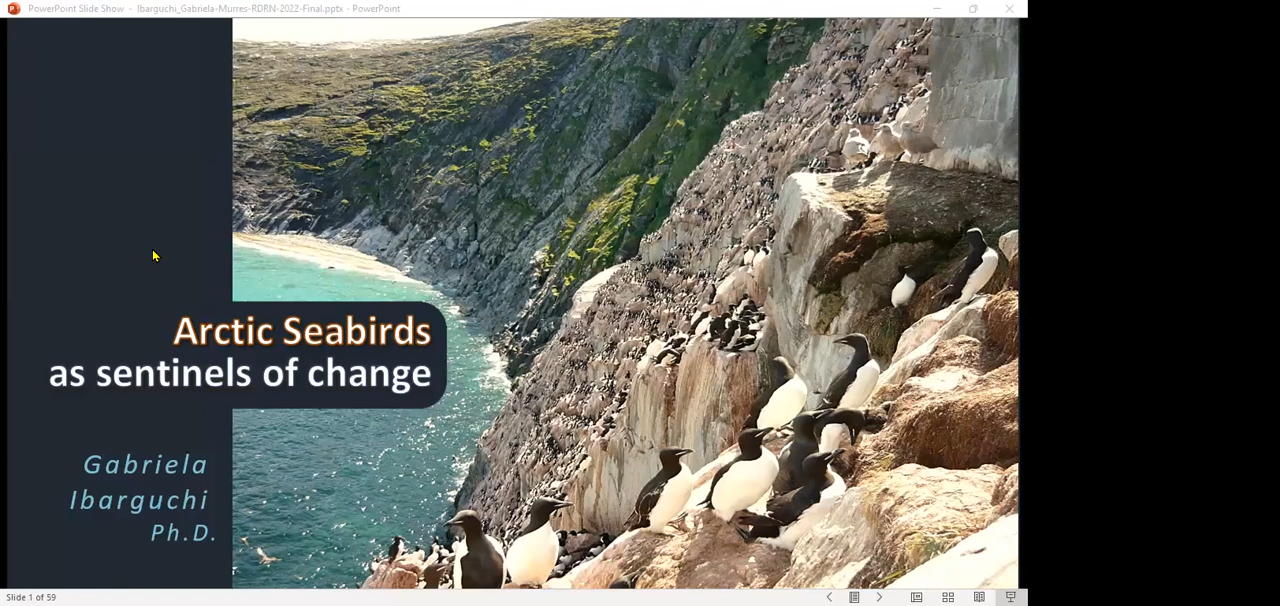 PowerPoint Slide Show - Ibarguchi_Gabriela-Murres-RDRN-2022-Final.pptx - PowerPoint
Arctic Seabirds
as sentinels of change
Gabriela
Ibarguchi
Ph.D.
Slide 1 of 59